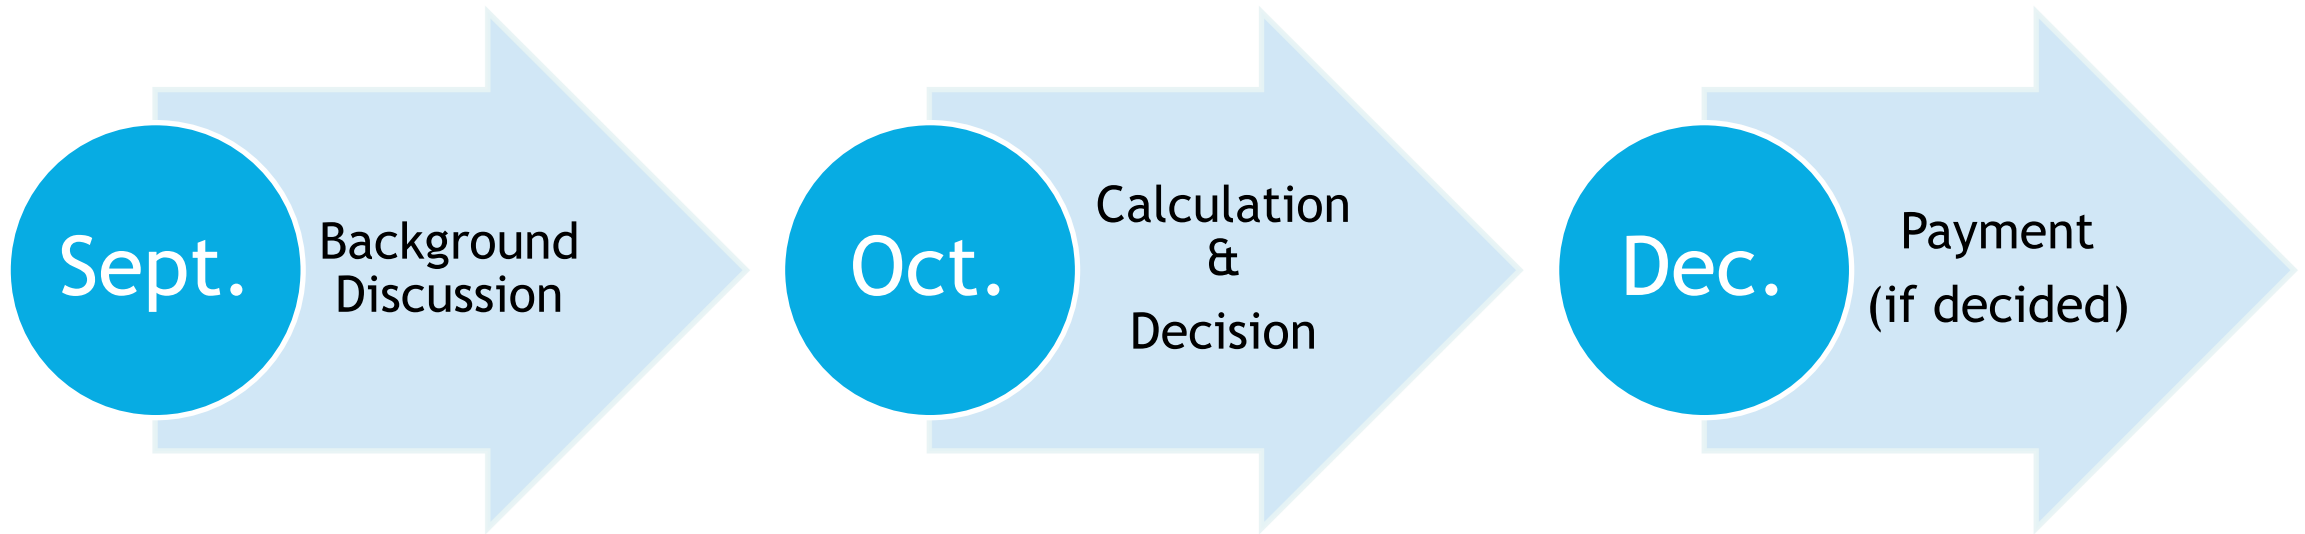 Sept.
Background
Discussion
Oct.
Calculation
&
Decision
Dec.
Payment
(if decided)